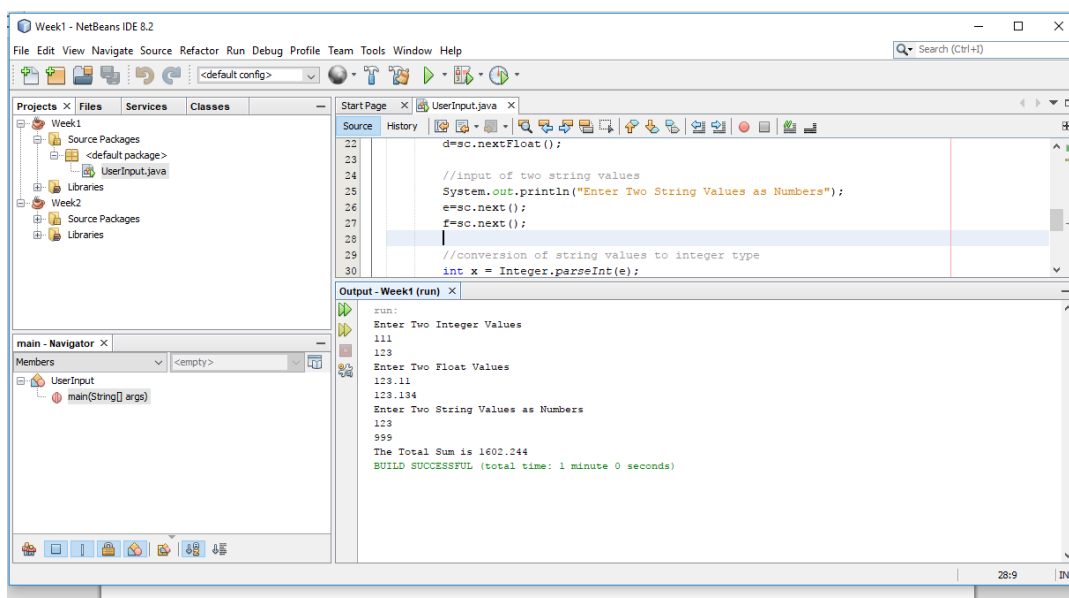 Week1 - NetBeans IDE 8.2
File Edit View Navigate Source Refactor Run Debug Profile Team Tools Window Help
Search (Ctrl+I)
<default config>
Projects Files Services Classes
Week1
Source Packages
<default package>
UserInput.java
Libraries
Week2
Source Packages
Libraries
main - Navigator
Members <empty>
UserInput
main(String[] args)
Start Page UserInput.java
Source History
22 d=sc.nextFloat();
23
24 //input of two string values
25 System.out.println("Enter Two String Values as Numbers");
26 e=sc.next();
27 f=sc.next();
28
29 //conversion of string values to integer type
30 int x = Integer.parseInt(e);
Output - Week1 (run)
run:
Enter Two Integer Values
111
123
Enter Two Float Values
123.11
123.134
Enter Two String Values as Numbers
123
999
The Total Sum is 1602.244
BUILD SUCCESSFUL (total time: 1 minute 0 seconds)
28:9 IN